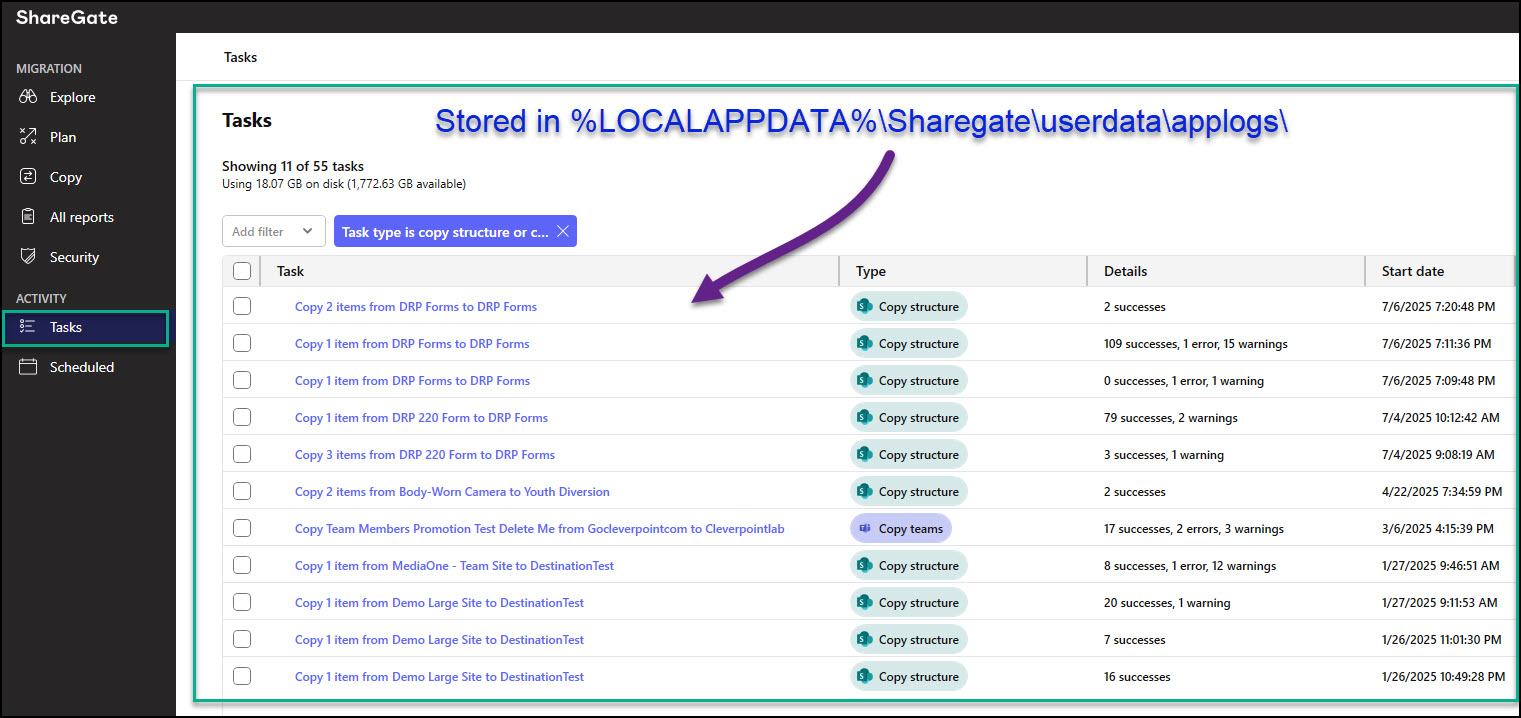 ShareGate
MIGRATION
Explore
Plan
Copy
All reports
Security
ACTIVITY
Tasks
Scheduled
Tasks
Tasks
Stored in %LOCALAPPDATA%\Sharegate\userdata\applogs\
Showing 11 of 55 tasks
Using 18.07 GB on disk (1,772.63 GB available)
Add filter
Task type is copy structure or c...
Task Type Details Start date
Copy 2 items from DRP Forms to DRP Forms Copy structure 2 successes 7/6/2025 7:20:48 PM
Copy 1 item from DRP Forms to DRP Forms Copy structure 109 successes, 1 error, 15 warnings 7/6/2025 7:11:36 PM
Copy 1 item from DRP Forms to DRP Forms Copy structure 0 successes, 1 error, 1 warning 7/6/2025 7:09:48 PM
Copy 1 item from DRP 220 Form to DRP Forms Copy structure 79 successes, 2 warnings 7/4/2025 10:12:42 AM
Copy 3 items from DRP 220 Form to DRP Forms Copy structure 3 successes, 1 warning 7/4/2025 9:08:19 AM
Copy 2 items from Body-Worn Camera to Youth Diversion Copy structure 2 successes 4/22/2025 7:34:59 PM
Copy Team Members Promotion Test Delete Me from Gocleverpointcom to Cleverpointlab Copy teams 17 successes, 2 errors, 3 warnings 3/6/2025 4:15:39 PM
Copy 1 item from MediaOne - Team Site to DestinationTest Copy structure 8 successes, 1 error, 12 warnings 1/27/2025 9:46:51 AM
Copy 1 item from Demo Large Site to DestinationTest Copy structure 20 successes, 1 warning 1/27/2025 9:11:53 AM
Copy 1 item from Demo Large Site to DestinationTest Copy structure 7 successes 1/26/2025 11:01:30 PM
Copy 1 item from Demo Large Site to DestinationTest Copy structure 16 successes 1/26/2025 10:49:28 PM